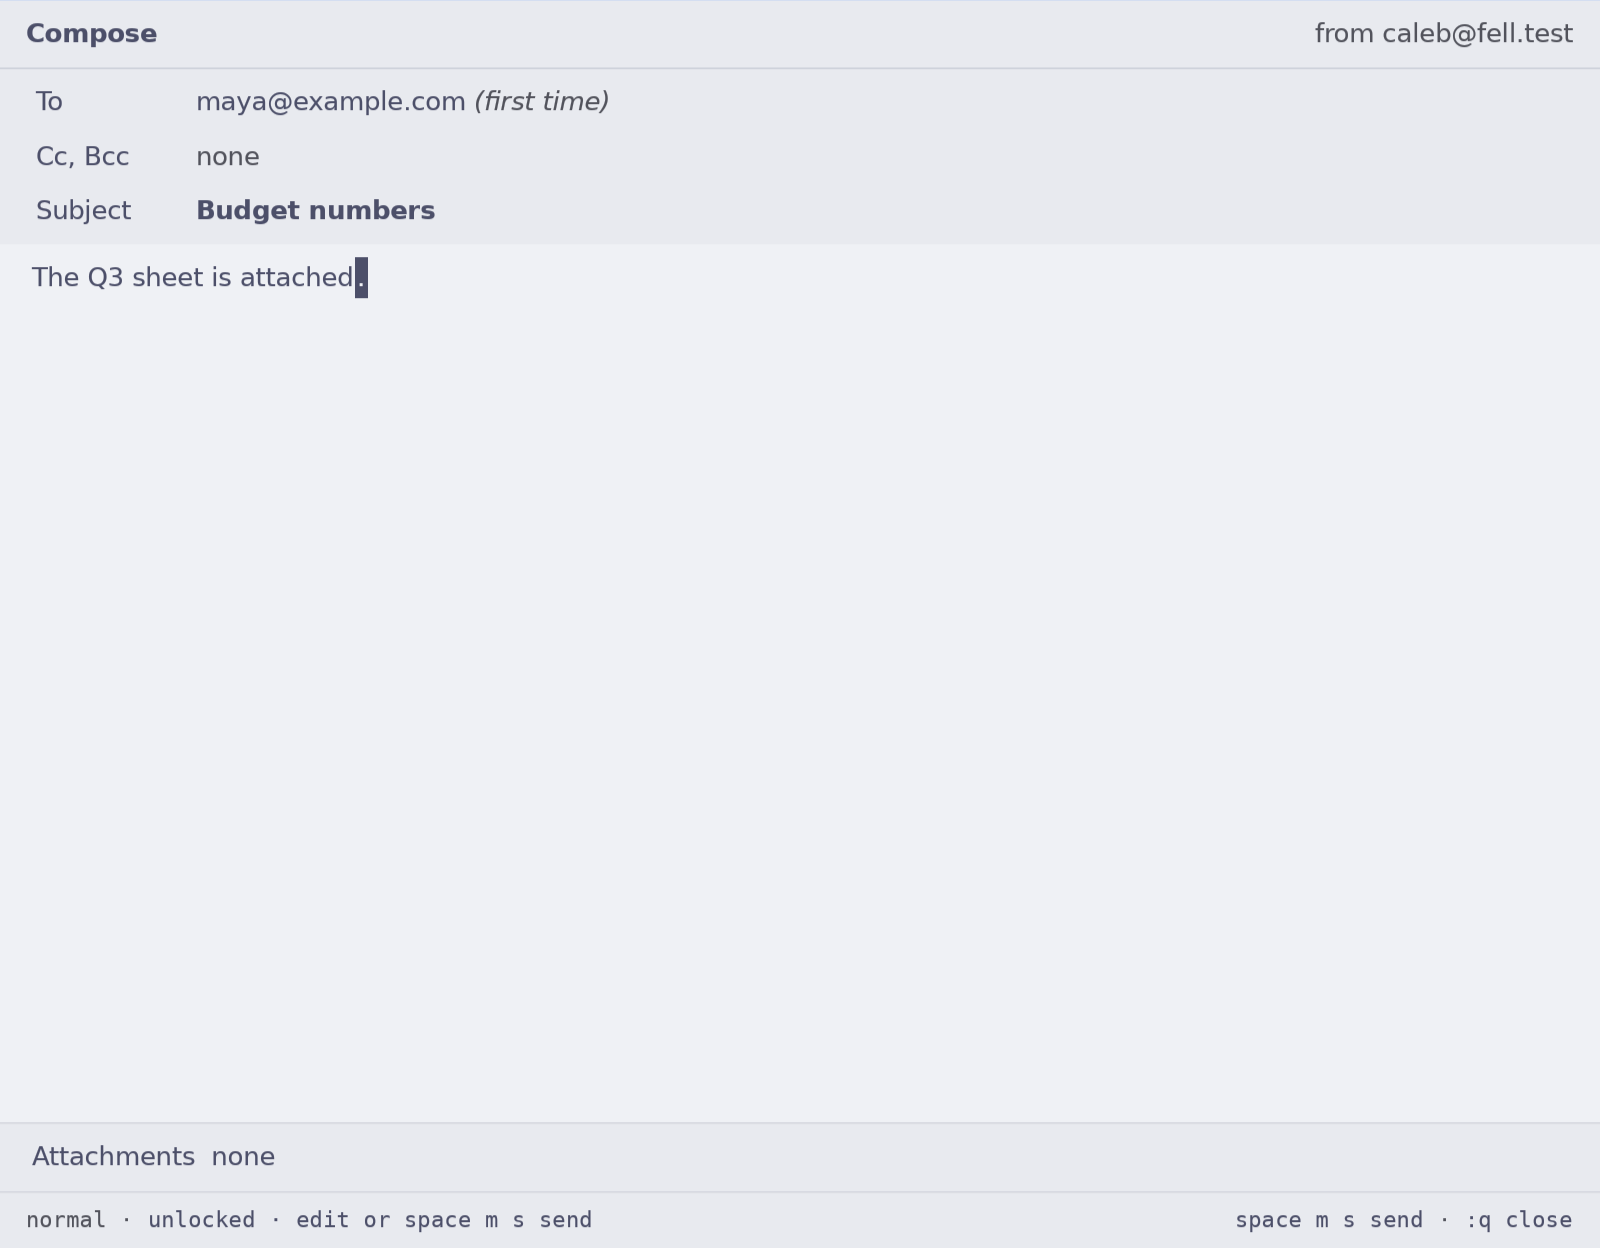 Compose from caleb@fell.test
To maya@example.com (first time)
Cc, Bcc none
Subject Budget numbers
The Q3 sheet is attached.
Attachments none
normal · unlocked · edit or space m s send space m s send · :q close